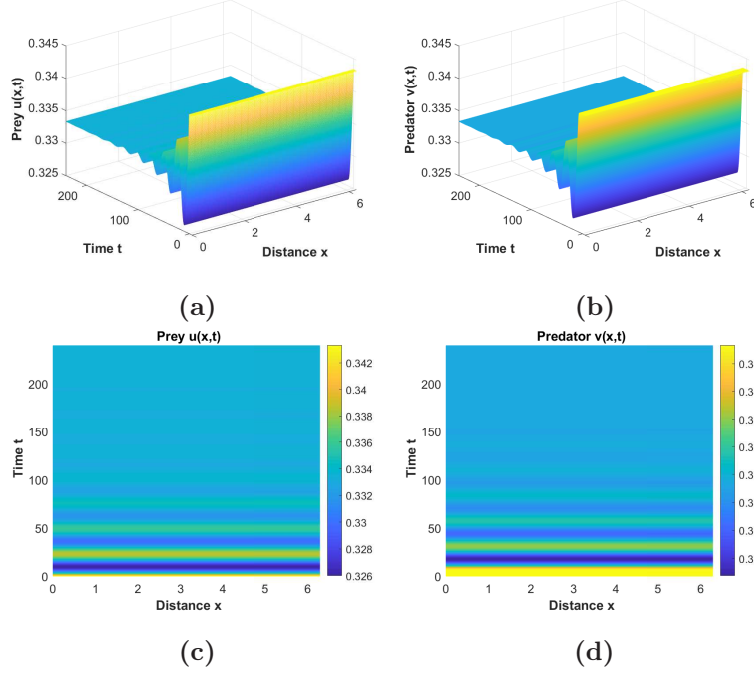 0.345
0.34
0.335
0.33
0.325
Prey u(x,t)
200
100
0
Time t
0
2
4
6
Distance x
(a)
0.345
0.34
0.335
0.33
0.325
Predator v(x,t)
200
100
0
Time t
0
2
4
6
Distance x
(b)
Prey u(x,t)
200
150
100
50
0
Time t
0 1 2 3 4 5 6
Distance x
0.342
0.34
0.338
0.336
0.334
0.332
0.33
0.328
0.326
(c)
Predator v(x,t)
200
150
100
50
0
Time t
0 1 2 3 4 5 6
Distance x
(d)